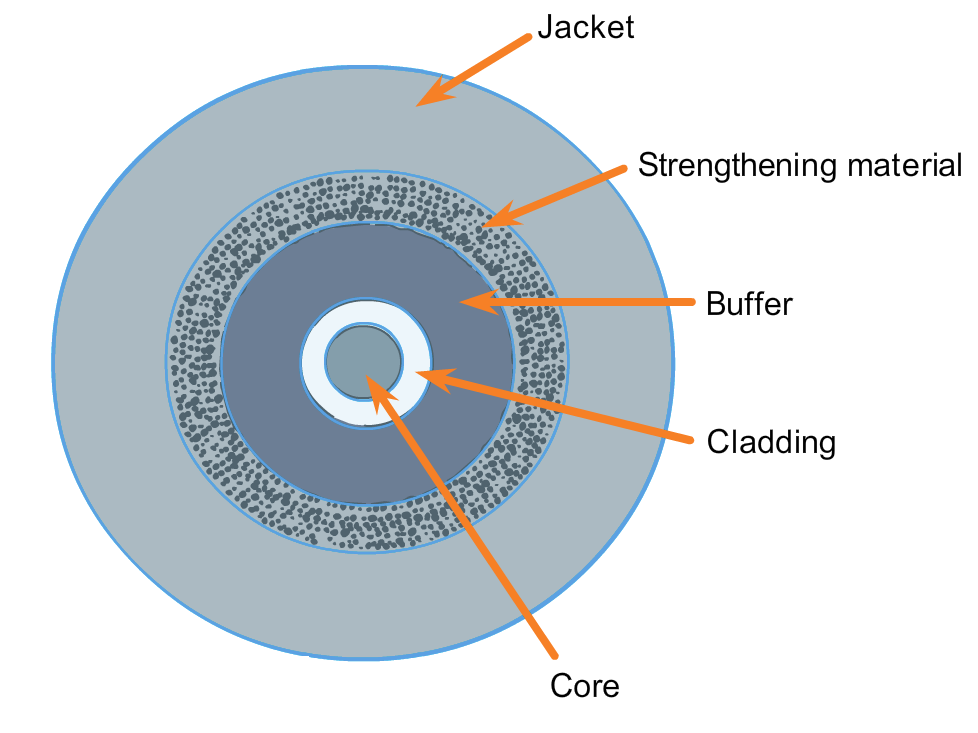 Jacket
Strengthening material
Buffer
Cladding
Core